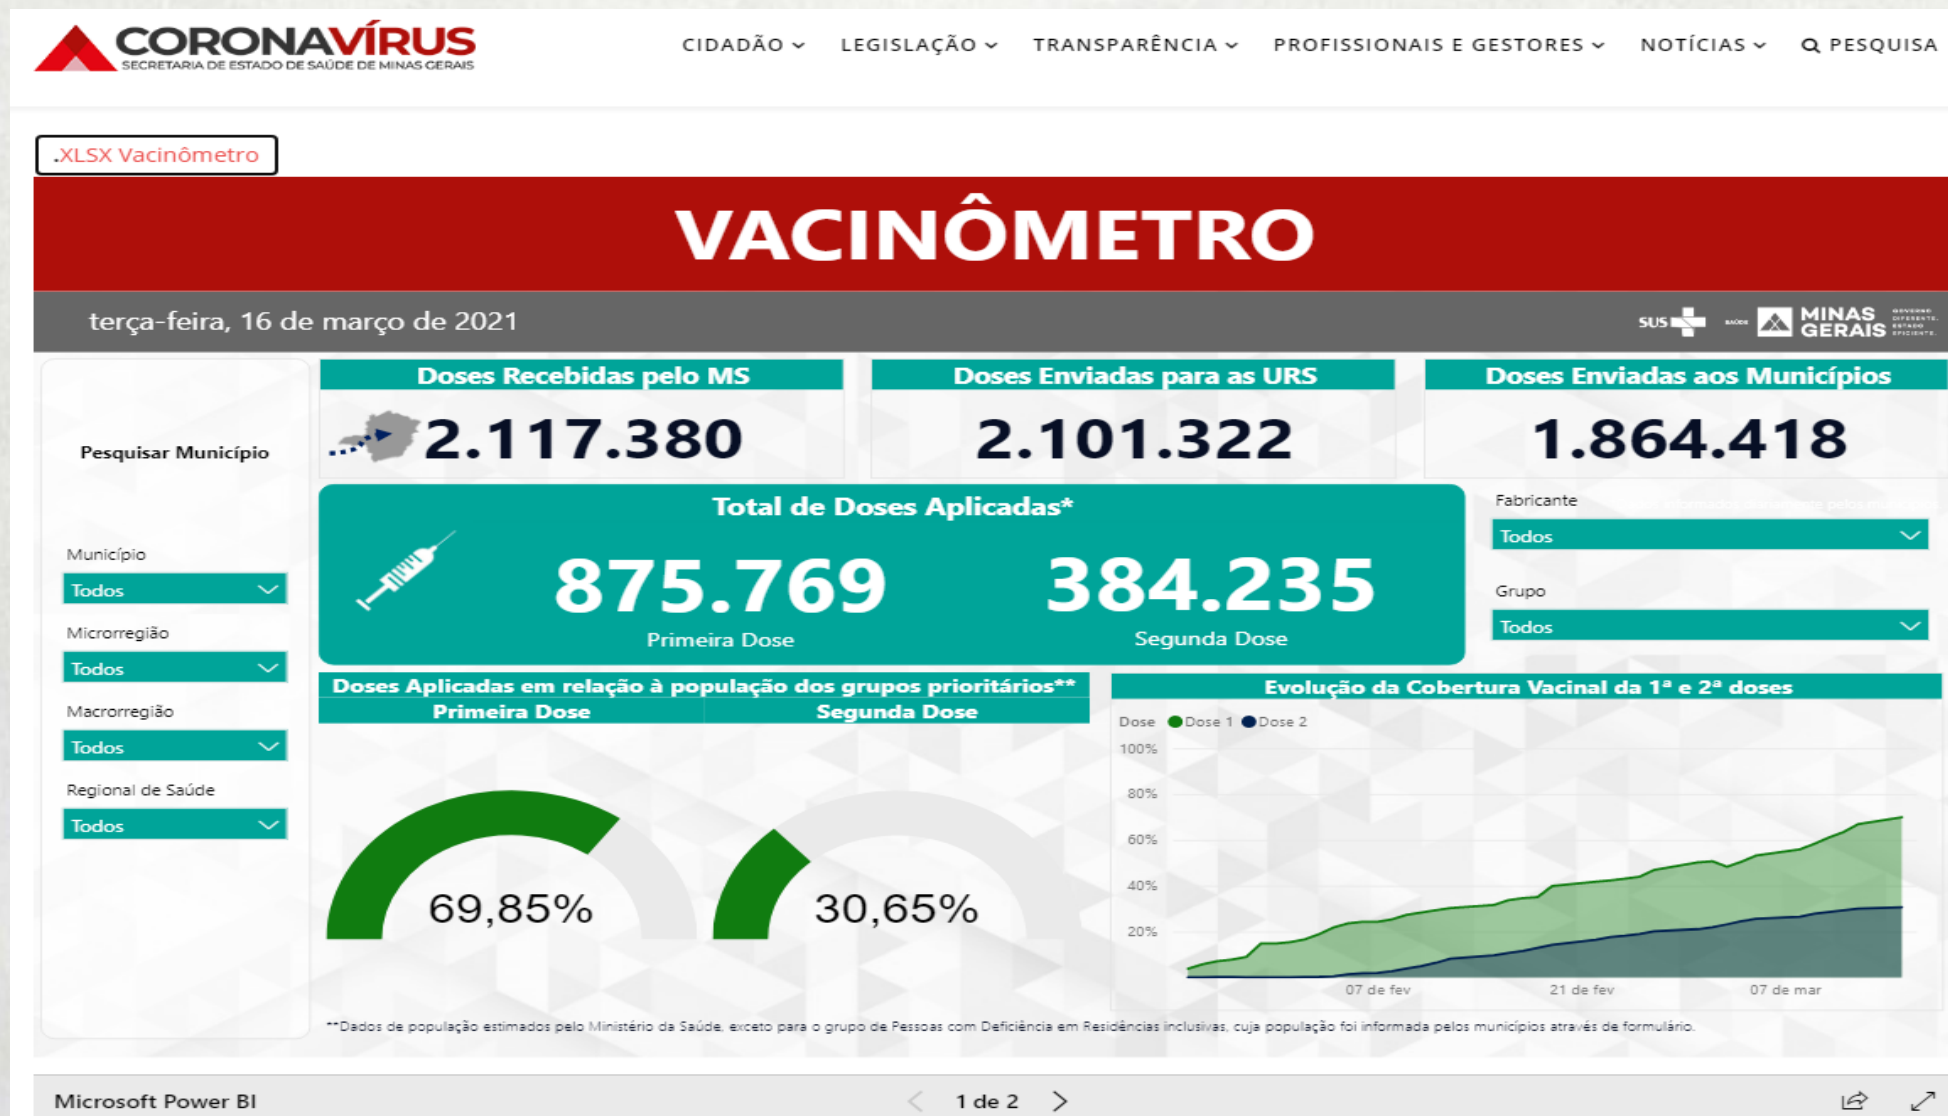 CORONAVÍRUS
SECRETARIA DE ESTADO DE SAÚDE DE MINAS GERAIS
CIDADÃO LEGISLAÇÃO TRANSPARÊNCIA PROFISSIONAIS E GESTORES NOTÍCIAS PESQUISA
.XLSX Vacinômetro
VACINÔMETRO
terça-feira, 16 de março de 2021
SUS SAÚDE MINAS GERAIS GOVERNO DIFERENTE. ESTADO EFICIENTE.
Doses Recebidas pelo MS
2.117.380
Doses Enviadas para as URS
2.101.322
Doses Enviadas aos Municípios
1.864.418
Pesquisar Município
Município
Todos
Microrregião
Todos
Macrorregião
Todos
Regional de Saúde
Todos
Total de Doses Aplicadas*
875.769
Primeira Dose
384.235
Segunda Dose
Fabricante
Todos
Grupo
Todos
Doses Aplicadas em relação à população dos grupos prioritários**
Primeira Dose
Segunda Dose
69,85%
30,65%
Evolução da Cobertura Vacinal da 1ª e 2ª doses
Dose Dose 1 Dose 2
100%
80%
60%
40%
20%
07 de fev 21 de fev 07 de mar
**Dados de população estimados pelo Ministério da Saúde, exceto para o grupo de Pessoas com Deficiência em Residências inclusivas, cuja população foi informada pelos municípios através de formulário.
Microsoft Power BI
1 de 2